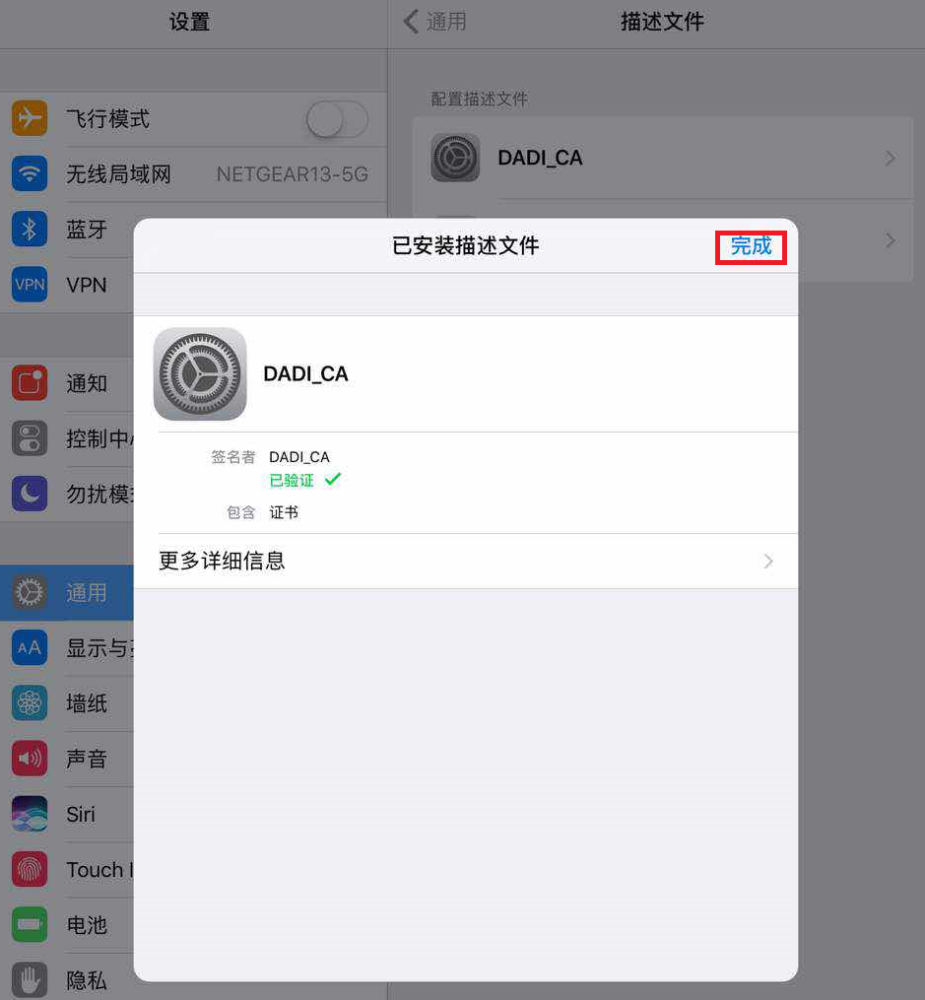 设置
通用
描述文件
飞行模式
无线局域网 NETGEAR13-5G
蓝牙
VPN VPN
通知
控制中
勿扰模
通用
AA 显示与
墙纸
声音
Siri
Touch
电池
隐私
配置描述文件
DADI_CA
已安装描述文件
完成
DADI_CA
签名者 DADI_CA
已验证
包含 证书
更多详细信息